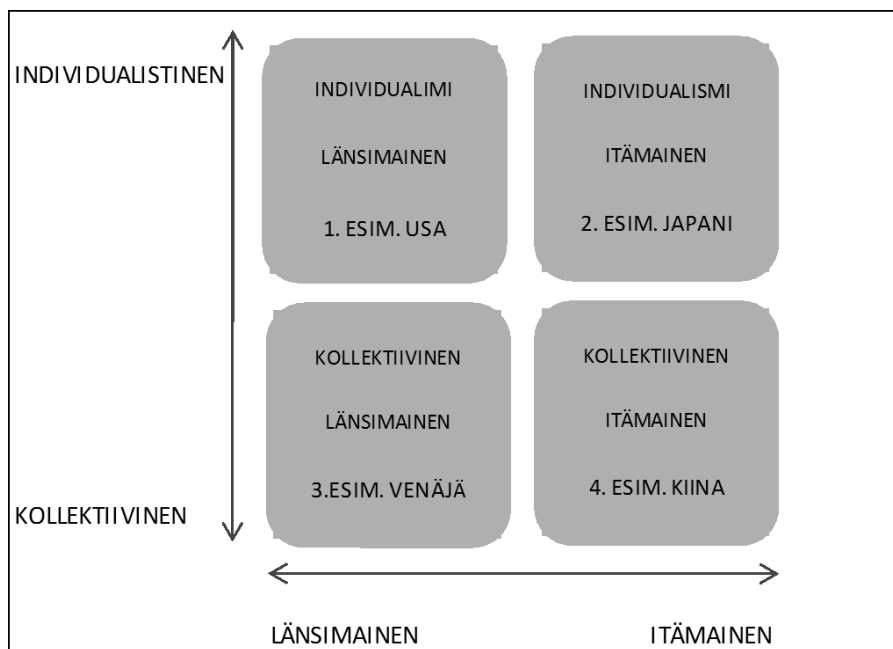 INDIVIDUALISTINEN
INDIVIDUALIMI
LÄNSIMAINEN
1. ESIM. USA
INDIVIDUALISMI
ITÄMAINEN
2. ESIM. JAPANI
KOLLEKTIIVINEN
LÄNSIMAINEN
3.ESIM. VENÄJÄ
KOLLEKTIIVINEN
ITÄMAINEN
4. ESIM. KIINA
KOLLEKTIIVINEN
LÄNSIMAINEN
ITÄMAINEN